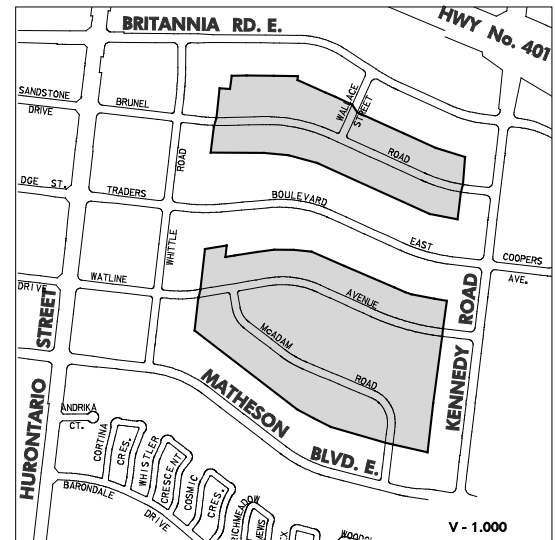 BRITANNIA RD. E.
HWY No. 401
SANDSTONE
DRIVE
BRUNEL
WALLACE
STREET
ROAD
ROAD
DGE ST.
TRADERS
BOULEVARD
EAST
COOPERS
AVE.
WHITTLE
WATLINE
AVENUE
DRIVE
STREET
HURONTARIO
McADAM
ROAD
ROAD
KENNEDY
MATHESON
BLVD. E.
ANDRIKA
CT.
CORTINA
CRES.
WHISTLER
CRESCENT
COSMIC
CRES.
BARONDALE
DRIVE
RICHMEADOW
MEWS
V - 1.000